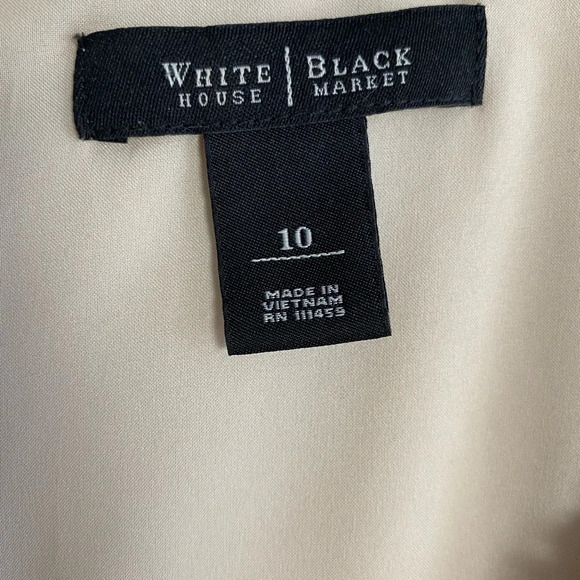 WHITE | BLACK
HOUSE MARKET
10
MADE IN
VIETNAM
RN 111459